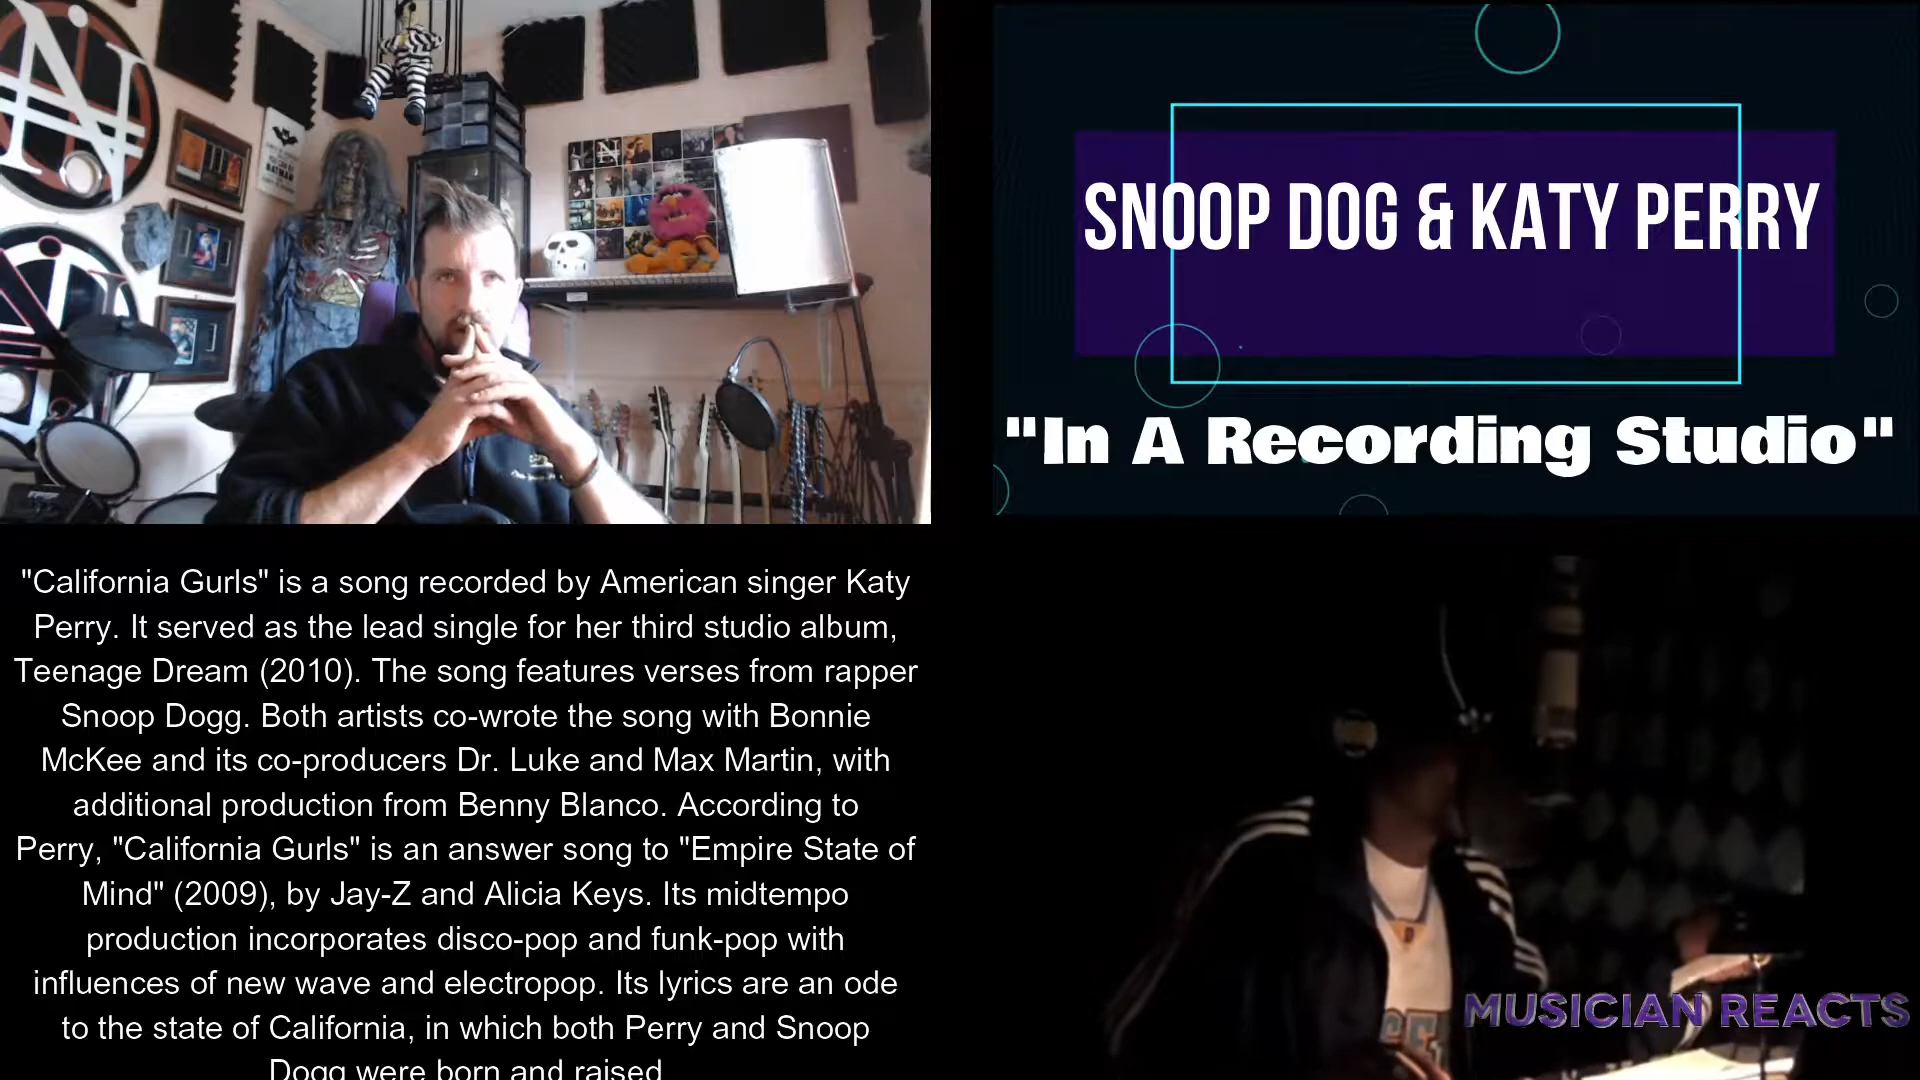 SNOOP DOG & KATY PERRY
"In A Recording Studio"
"California Gurls" is a song recorded by American singer Katy
Perry. It served as the lead single for her third studio album,
Teenage Dream (2010). The song features verses from rapper
Snoop Dogg. Both artists co-wrote the song with Bonnie
McKee and its co-producers Dr. Luke and Max Martin, with
additional production from Benny Blanco. According to
Perry, "California Gurls" is an answer song to "Empire State of
Mind" (2009), by Jay-Z and Alicia Keys. Its midtempo
production incorporates disco-pop and funk-pop with
influences of new wave and electropop. Its lyrics are an ode
to the state of California, in which both Perry and Snoop
Dogg were born and raised
MUSICIAN REACTS